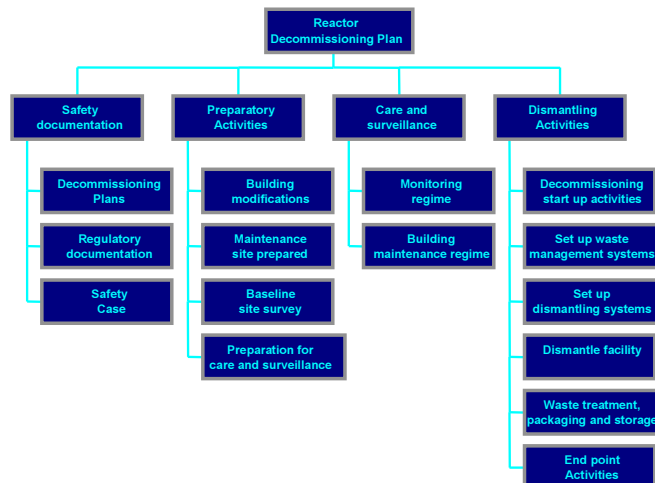 Reactor
Decommissioning Plan
Safety
documentation
Preparatory
Activities
Care and
surveillance
Dismantling
Activities
Decommissioning
Plans
Regulatory
documentation
Safety
Case
Building
modifications
Maintenance
site prepared
Baseline
site survey
Preparation for
care and surveillance
Monitoring
regime
Building
maintenance regime
Decommissioning
start up activities
Set up waste
management systems
Set up
dismantling systems
Dismantle facility
Waste treatment,
packaging and storage
End point
Activities